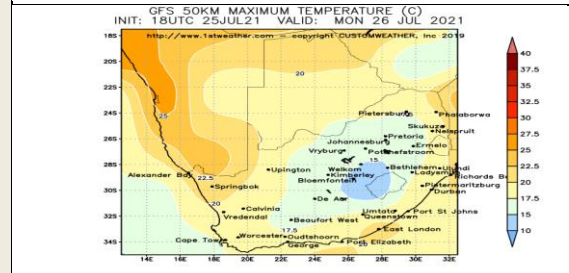 GFS 50KM MAXIMUM TEMPERATURE (C)
INIT: 18UTC 25JUL21 VALID: MON 26 JUL 2021
http://www.1stweather.com — copyright CUSTOMWEATHER, Inc 2019
18S
20S
22S
24S
26S
28S
30S
32S
34S
20
25
22.5
20
17.5
15
20
Pietersburg
Phalaborwa
Skukuza
Nelspruit
Pretoria
Johannesburg
Ermelo
Vryburg
Potchefstroom
Welkom
Bethlehem
Ulundi
Alexander Bay
Upington
Kimberley
Ladysmith
Richards Ba
Bloemfontein
Springbok
Pietermaritzburg
Durban
De Aar
Calvinia
Umtata
Port St Johns
Vredendal
Beaufort West
Queenstown
East London
Cape Town
Worcester
Oudtshoorn
George
Port Elizabeth
14E 16E 18E 20E 22E 24E 26E 28E 30E 32E
40
37.5
35
32.5
30
27.5
25
22.5
20
17.5
15
10